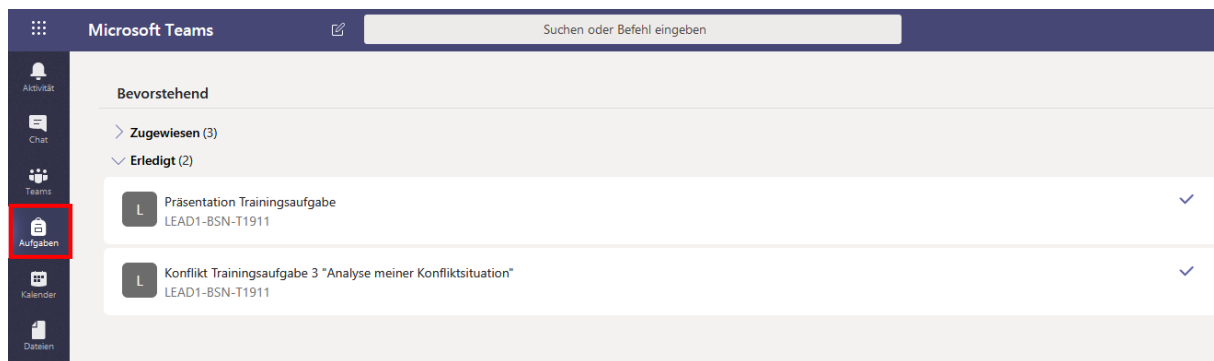 Microsoft Teams
Suchen oder Befehl eingeben
Aktivität
Chat
Teams
Aufgaben
Kalender
Dateien
Bevorstehend
Zugewiesen (3)
Erledigt (2)
L
Präsentation Trainingsaufgabe
LEAD1-BSN-T1911
L
Konflikt Trainingsaufgabe 3 "Analyse meiner Konfliktsituation"
LEAD1-BSN-T1911